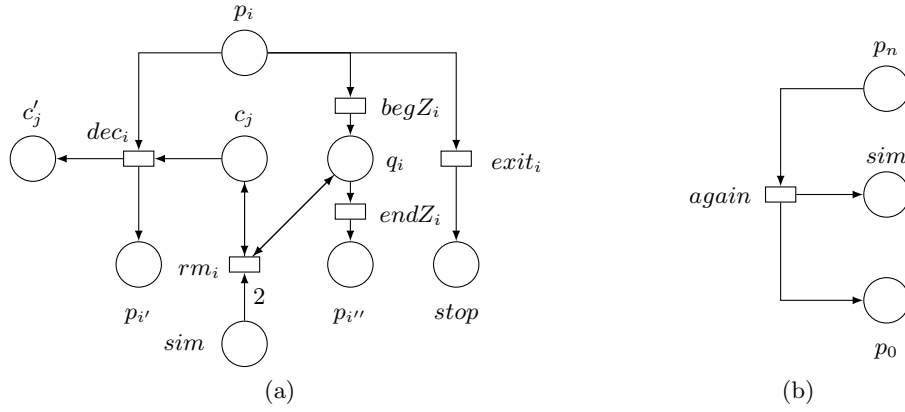 p_i
p_n
c'_j
dec_i
c_j
begZ_i
sim
q_i
exit_i
again
endZ_i
rm_i
2
p_{i'}
p_{i''}
stop
sim
p_0
(a)
(b)